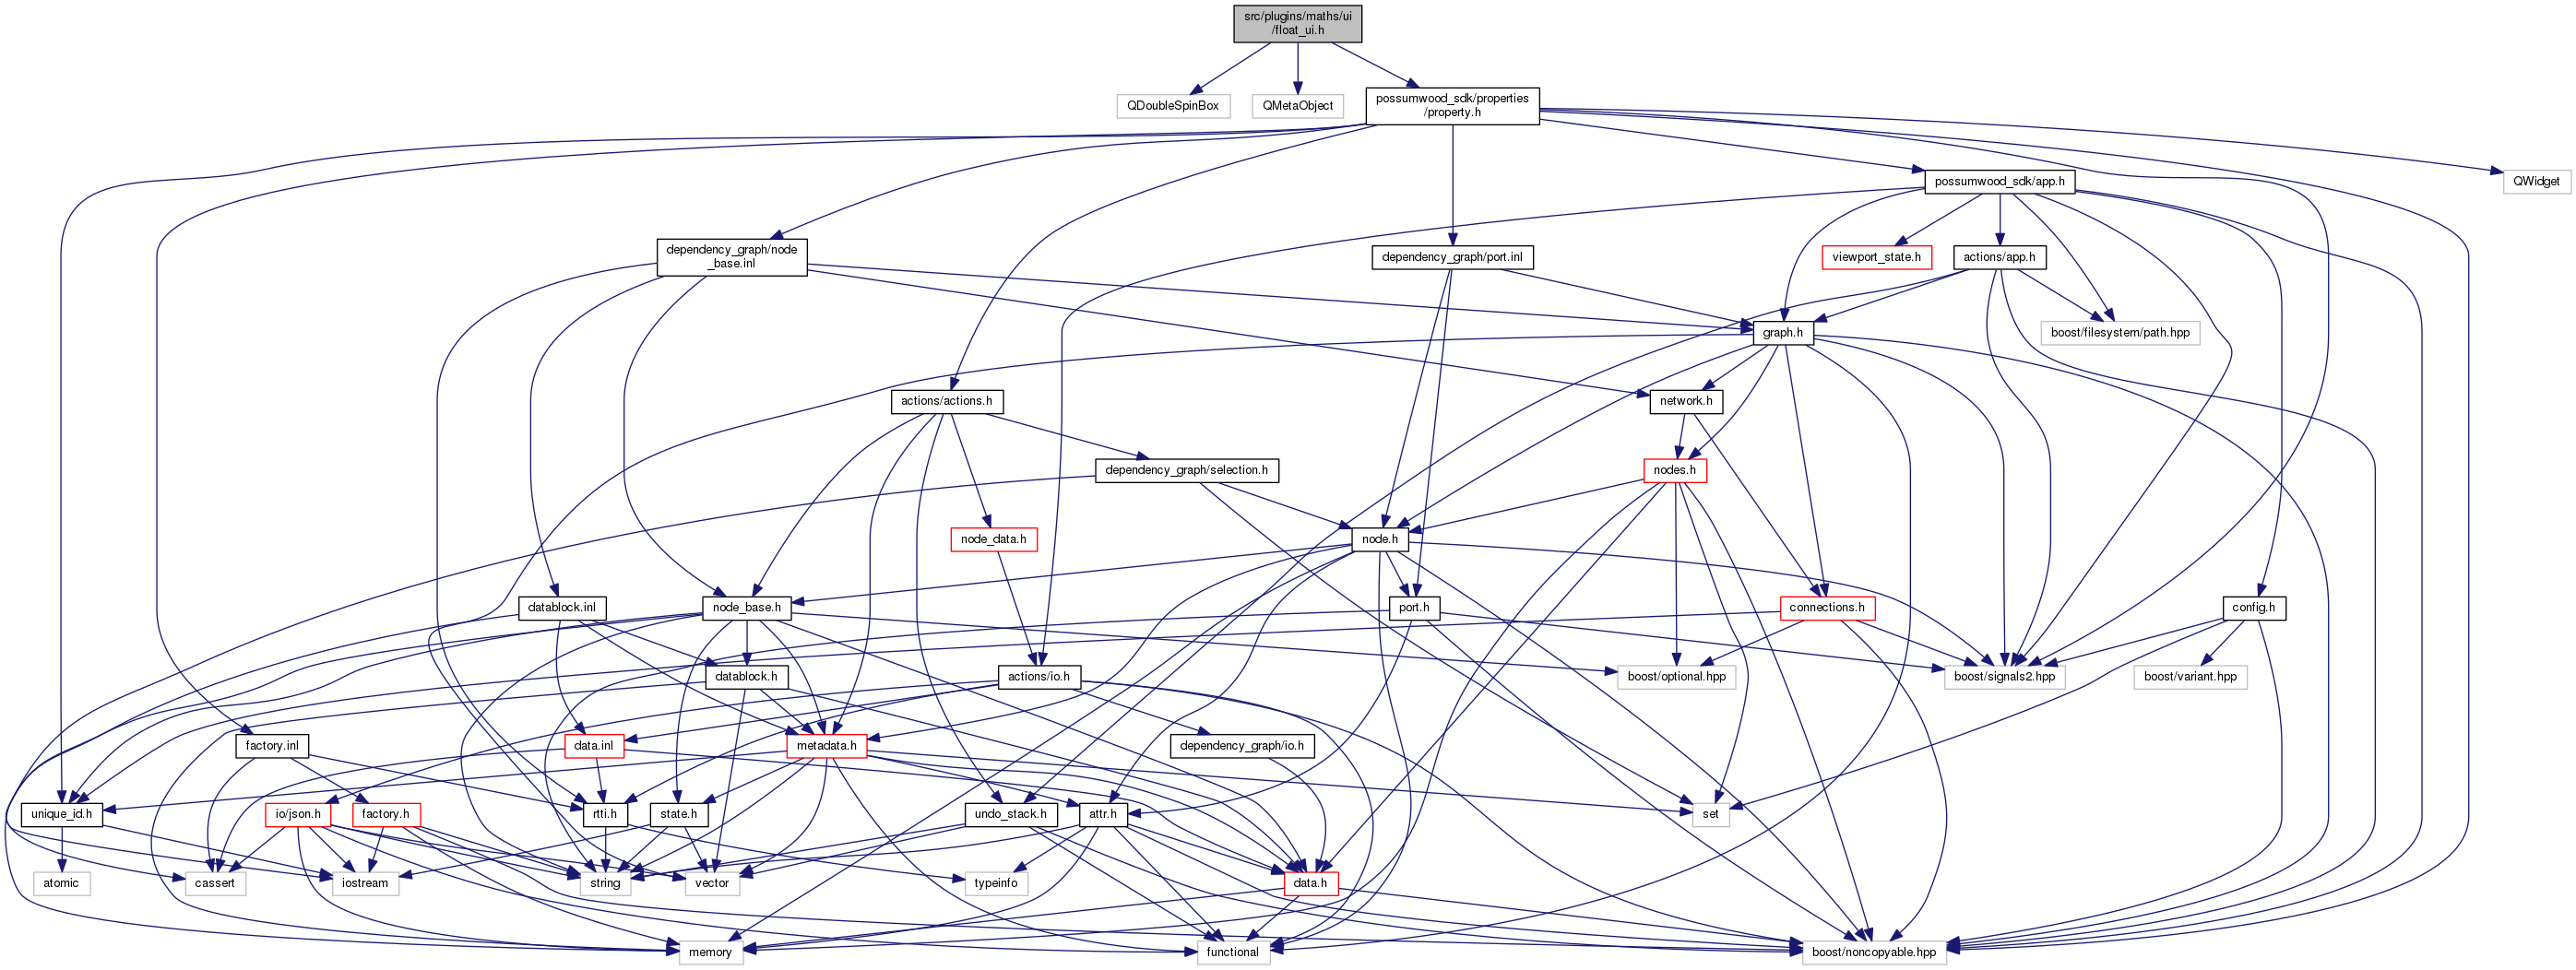 src/plugins/maths/ui
/float_ui.h
QDoubleSpinBox
QMetaObject
possumwood_sdk/properties
/property.h
possumwood_sdk/app.h
QWidget
dependency_graph/node
_base.inl
dependency_graph/port.inl
viewport_state.h
actions/app.h
graph.h
boost/filesystem/path.hpp
actions/actions.h
network.h
dependency_graph/selection.h
nodes.h
node_data.h
node.h
datablock.inl
node_base.h
port.h
connections.h
config.h
datablock.h
actions/io.h
boost/optional.hpp
boost/signals2.hpp
boost/variant.hpp
factory.inl
data.inl
metadata.h
dependency_graph/io.h
unique_id.h
io/json.h
factory.h
rtti.h
state.h
undo_stack.h
attr.h
set
atomic
cassert
iostream
string
vector
typeinfo
data.h
memory
functional
boost/noncopyable.hpp